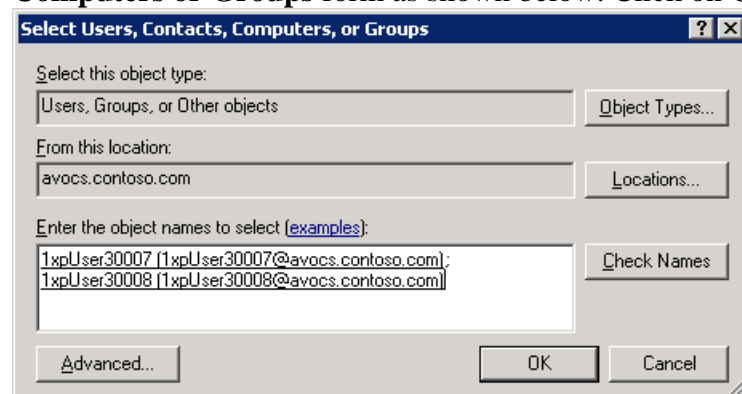 Computers or Groups form as shown below. Click on
Select Users, Contacts, Computers, or Groups
Select this object type:
Users, Groups, or Other objects
Object Types...
From this location:
avocs.contoso.com
Locations...
Enter the object names to select (examples):
1xpUser30007 (1xpUser30007@avocs.contoso.com);
1xpUser30008 (1xpUser30008@avocs.contoso.com)
Check Names
Advanced...
OK
Cancel